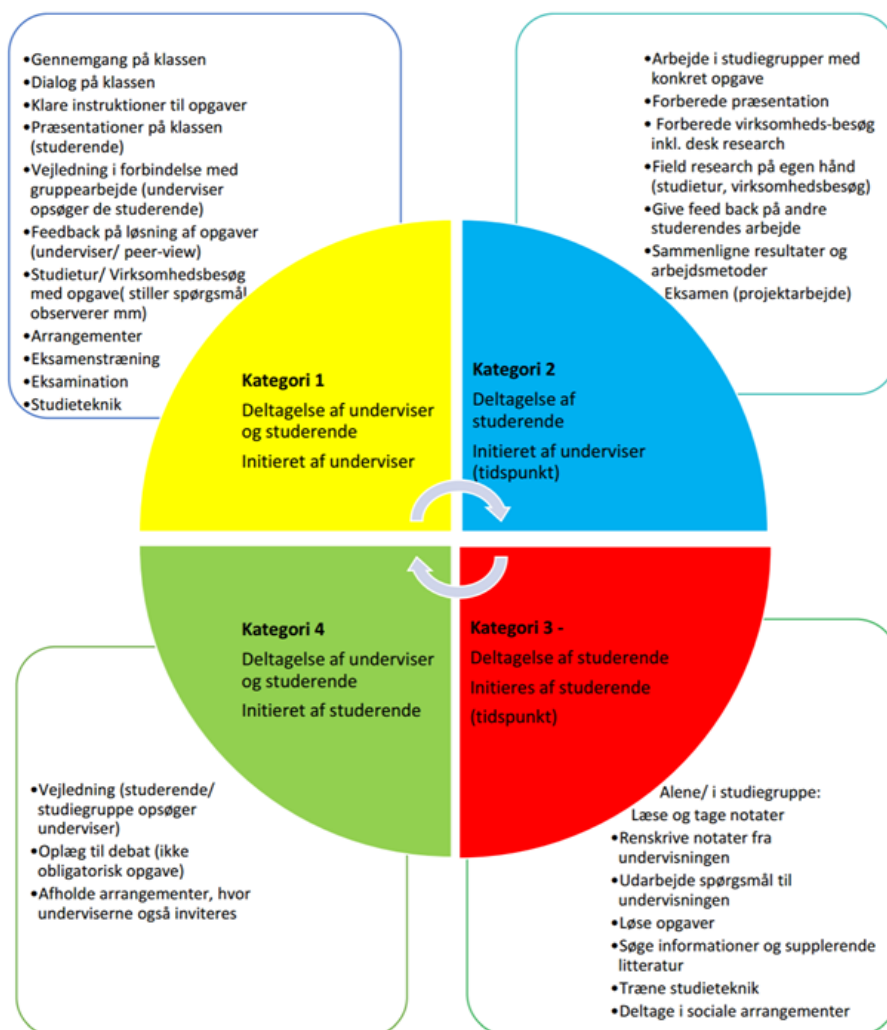 •Gennemgang på klassen
•Dialog på klassen
•Klare instruktioner til opgaver
•Præsentationer på klassen
(studerende)
•Vejledning i forbindelse med
gruppearbejde (underviser
opsøger de studerende)
•Feedback på løsning af opgaver
(underviser/ peer-view)
•Studietur/ Virksomhedsbesøg
med opgave( stiller spørgsmål
observerer mm)
•Arrangementer
•Eksamenstræning
•Eksamination
•Studieteknik
•Arbejde i studiegrupper med
konkret opgave
•Forberede præsentation
• Forberede virksomheds-besøg
inkl. desk research
•Field research på egen hånd
(studietur, virksomhedsbesøg)
•Give feed back på andre
studerendes arbejde
•Sammenligne resultater og
arbejdsmetoder
Eksamen (projektarbejde)
Kategori 1
Deltagelse af underviser
og studerende
Initieret af underviser
Kategori 2
Deltagelse af
studerende
Initieret af underviser
(tidspunkt)
Kategori 4
Deltagelse af underviser
og studerende
Initieret af studerende
Kategori 3 -
Deltagelse af studerende
Initieres af studerende
(tidspunkt)
•Vejledning (studerende/
studiegruppe opsøger
underviser)
•Oplæg til debat (ikke
obligatorisk opgave)
•Afholde arrangementer, hvor
underviserne også inviteres
Alene/ i studiegruppe:
Læse og tage notater
•Renskrive notater fra
undervisningen
•Udarbejde spørgsmål til
undervisningen
•Løse opgaver
•Søge informationer og supplerende
litteratur
•Træne studieteknik
•Deltage i sociale arrangementer